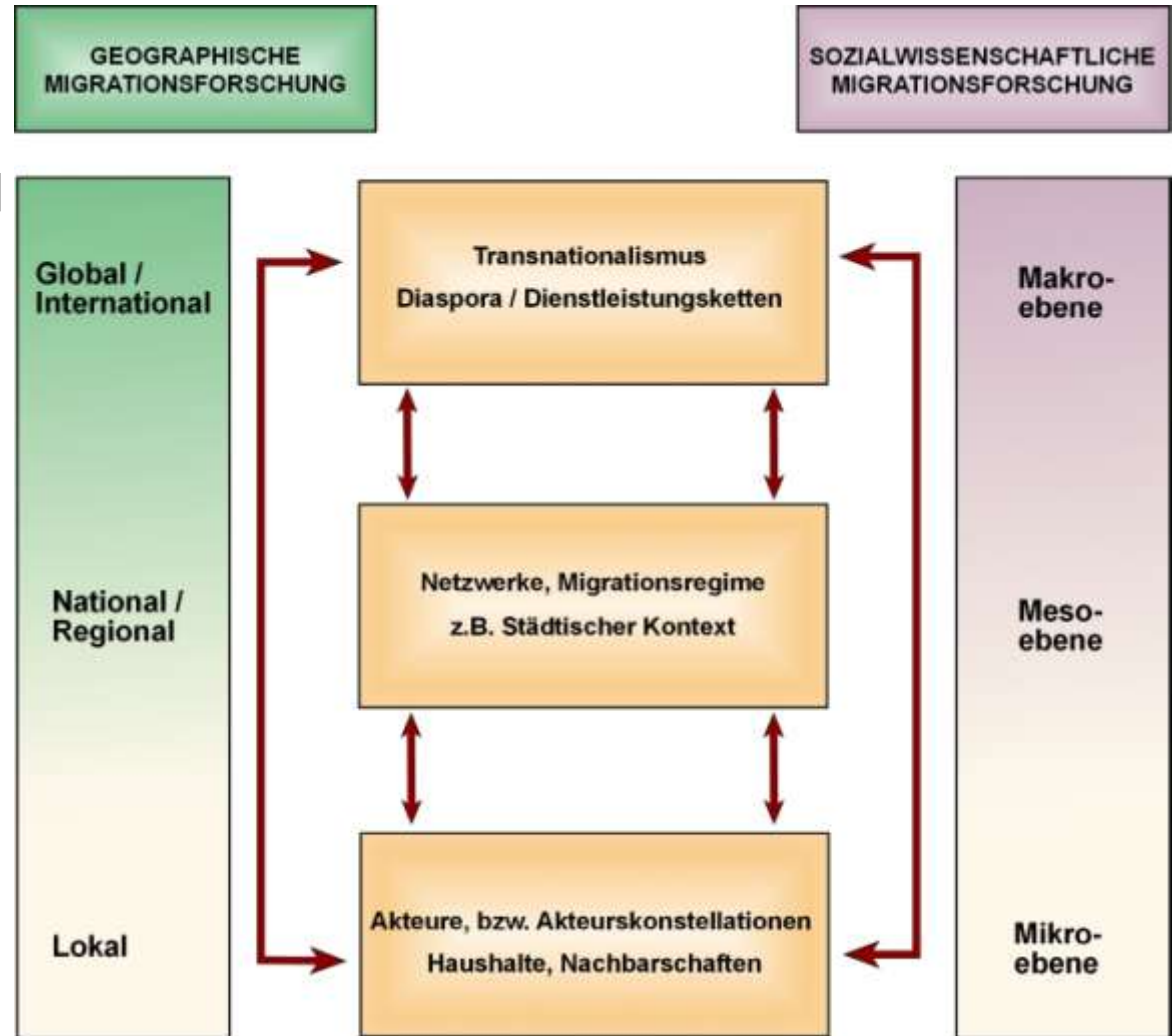 GEOGRAPHISCHE
MIGRATIONSFORSCHUNG
SOZIALWISSENSCHAFTLICHE
MIGRATIONSFORSCHUNG
Global /
International
Transnationalismus
Diaspora / Dienstleistungsketten
Makro-
ebene
National /
Regional
Netzwerke, Migrationsregime
z.B. Städtischer Kontext
Meso-
ebene
Lokal
Akteure, bzw. Akteurskonstellationen
Haushalte, Nachbarschaften
Mikro-
ebene